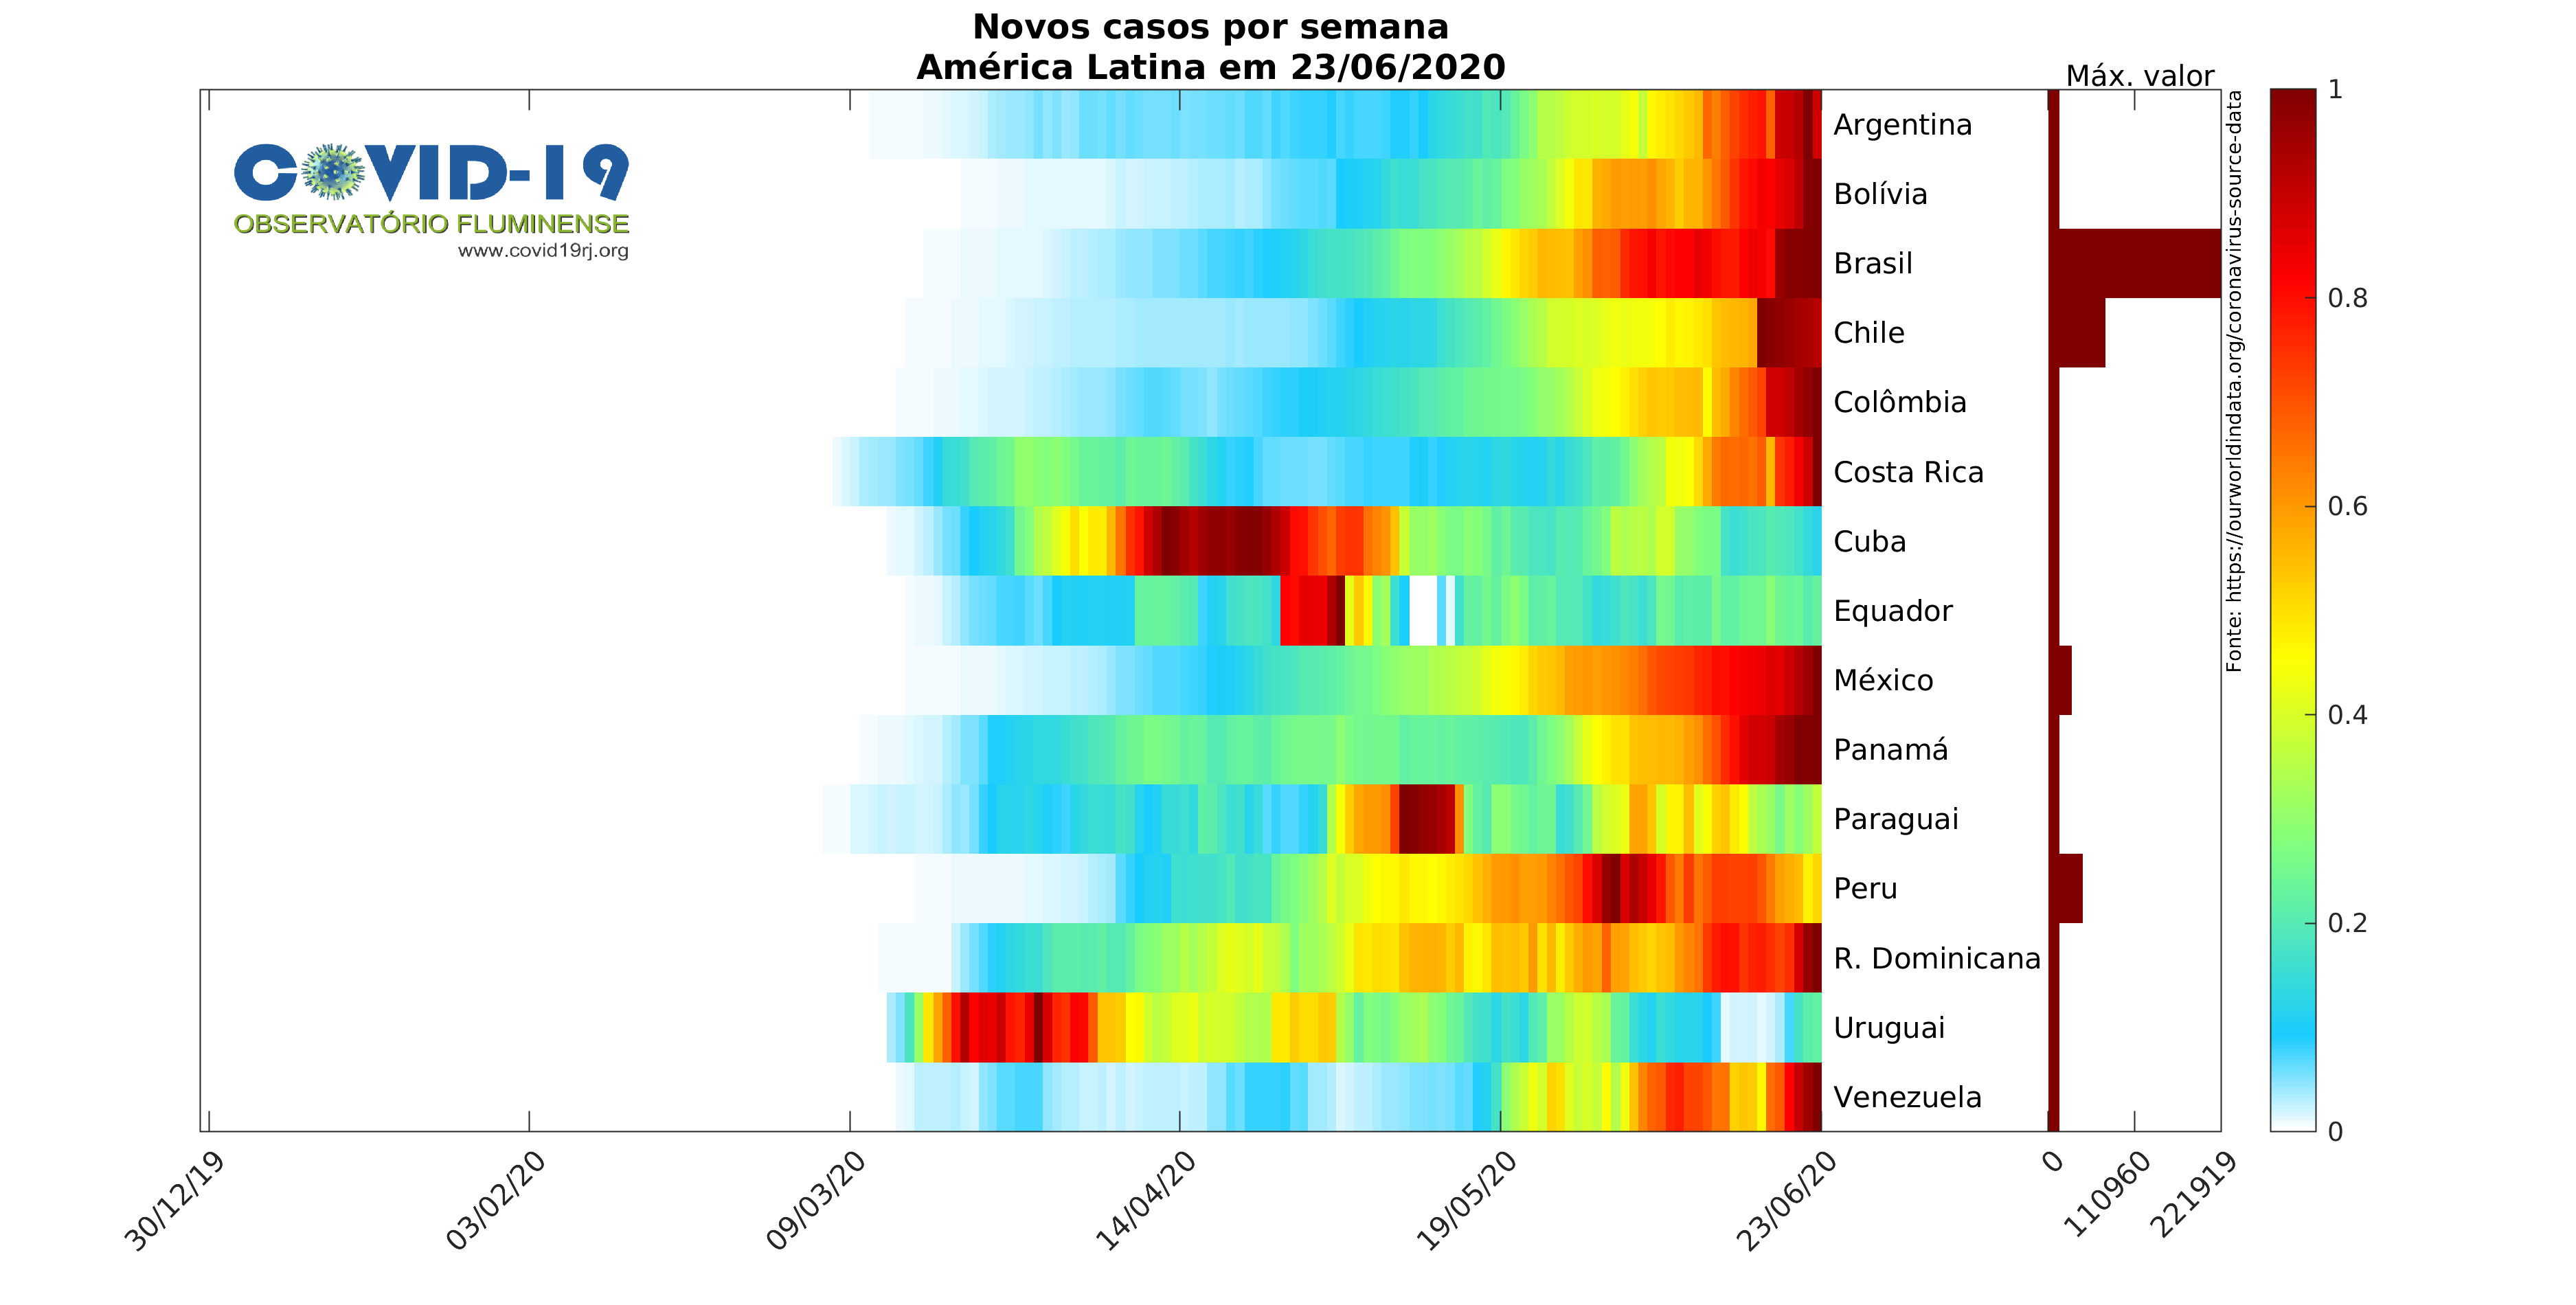 Novos casos por semana
América Latina em 23/06/2020
Máx. valor
COVID-19
OBSERVATÓRIO FLUMINENSE
www.covid19rj.org
Argentina
Bolívia
Brasil
Chile
Colômbia
Costa Rica
Cuba
Equador
México
Panamá
Paraguai
Peru
R. Dominicana
Uruguai
Venezuela
Fonte: https://ourworldindata.org/coronavirus-source-data
1
0.8
0.6
0.4
0.2
0
30/12/19
03/02/20
09/03/20
14/04/20
19/05/20
23/06/20
0
110960
221919